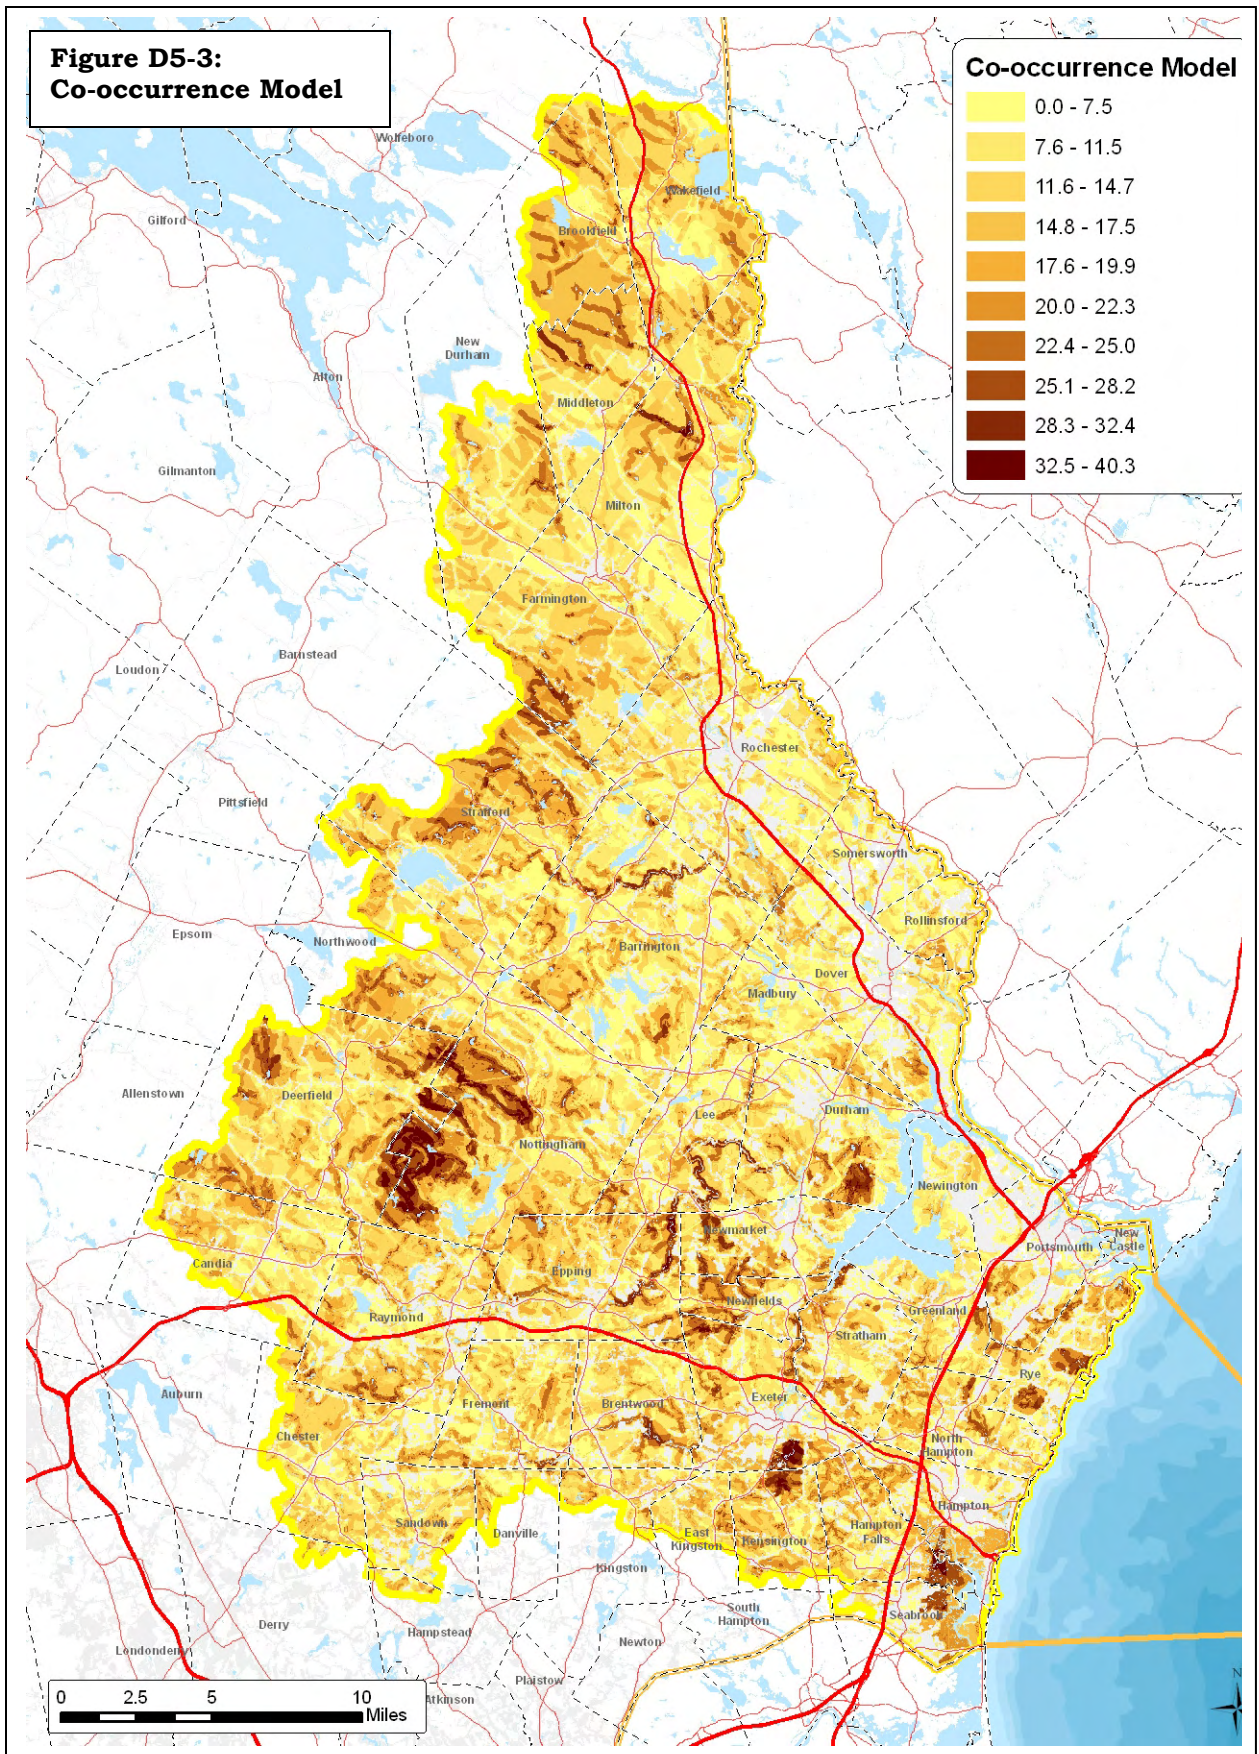 Figure D5-3:
Co-occurrence Model
Co-occurrence Model
0.0 - 7.5
7.6 - 11.5
11.6 - 14.7
14.8 - 17.5
17.6 - 19.9
20.0 - 22.3
22.4 - 25.0
25.1 - 28.2
28.3 - 32.4
32.5 - 40.3
Wolfeboro
Wakefield
Gilford
Brookfield
New
Durham
Alton
Middleton
Gilmanton
Milton
Farmington
Barnstead
Loudon
Rochester
Pittsfield
Strafford
Somersworth
Rollinsford
Epsom
Northwood
Barrington
Dover
Madbury
Allenstown
Deerfield
Lee
Durham
Nottingham
Newington
Newmarket
Portsmouth
New
Castle
Candia
Epping
Newfields
Greenland
Raymond
Stratham
Rye
Auburn
Fremont
Brentwood
Exeter
Chester
North
Hampton
Hampton
Sandown
Danville
East
Kingston
Kensington
Hampton
Falls
Kingston
South
Hampton
Seabrook
Derry
Hampstead
Newton
Londonderry
Plaistow
Atkinson
0 2.5 5 10
Miles
N